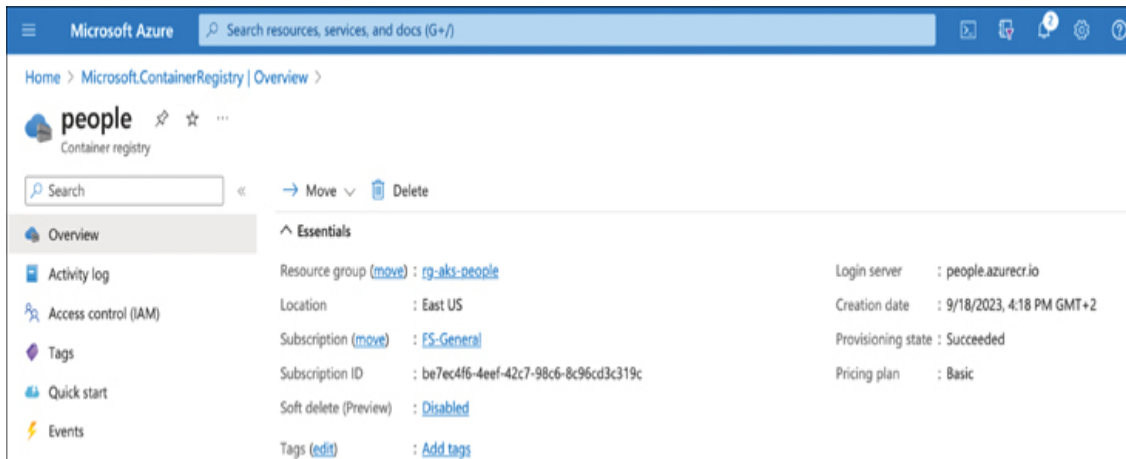 Microsoft Azure
Search resources, services, and docs (G+/)
2
Home > Microsoft.ContainerRegistry | Overview >
people
Container registry
Search
Move
Delete
Overview
Essentials
Activity log
Resource group (move) : rg-aks-people
Login server : people.azurecr.io
Access control (IAM)
Location : East US
Creation date : 9/18/2023, 4:18 PM GMT+2
Tags
Subscription (move) : FS-General
Provisioning state : Succeeded
Quick start
Subscription ID : be7ec4f6-4eef-42c7-98c6-8c96cd3c319c
Pricing plan : Basic
Events
Soft delete (Preview) : Disabled
Tags (edit) : Add tags